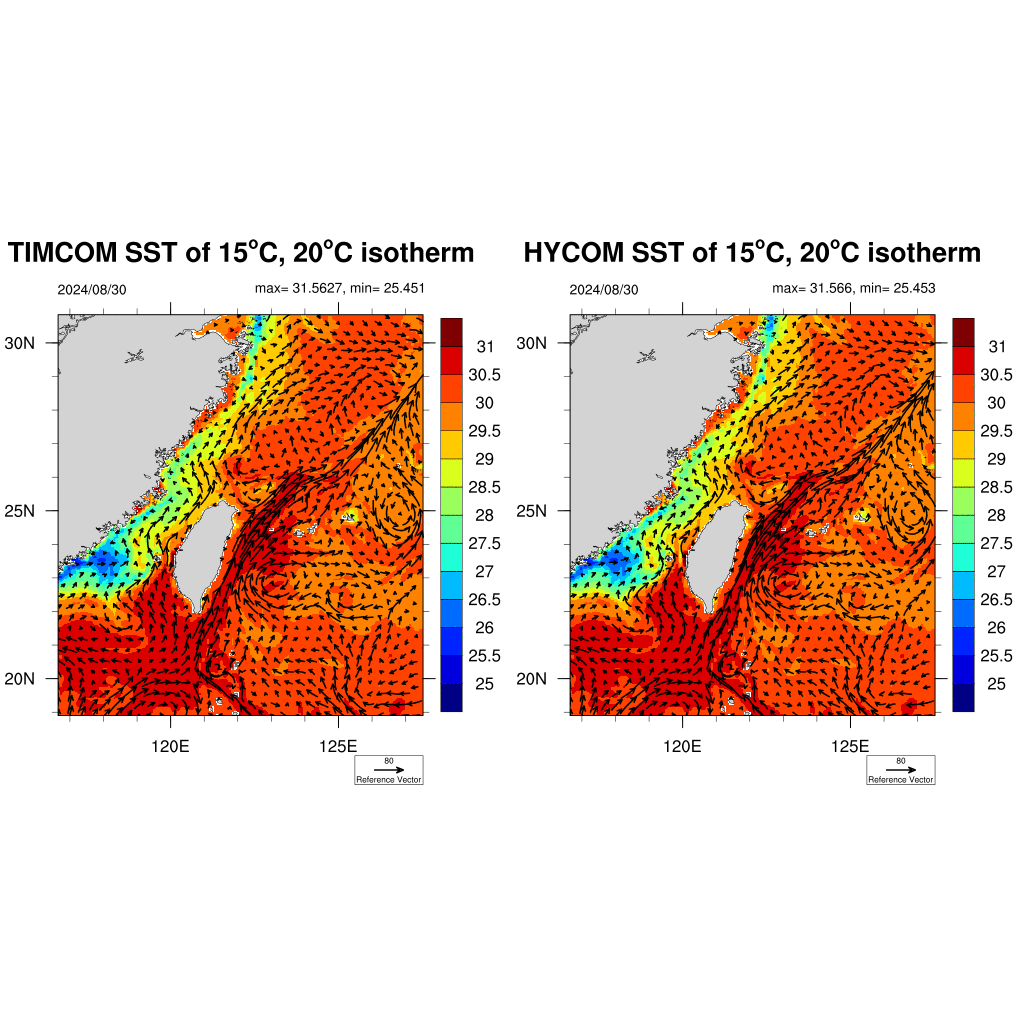 TIMCOM SST of 15°C, 20°C isotherm
2024/08/30
max= 31.5627, min= 25.451
30N
25N
20N
120E
125E
31
30.5
30
29.5
29
28.5
28
27.5
27
26.5
26
25.5
25
80
Reference Vector
HYCOM SST of 15°C, 20°C isotherm
2024/08/30
max= 31.566, min= 25.453
30N
25N
20N
120E
125E
31
30.5
30
29.5
29
28.5
28
27.5
27
26.5
26
25.5
25
80
Reference Vector